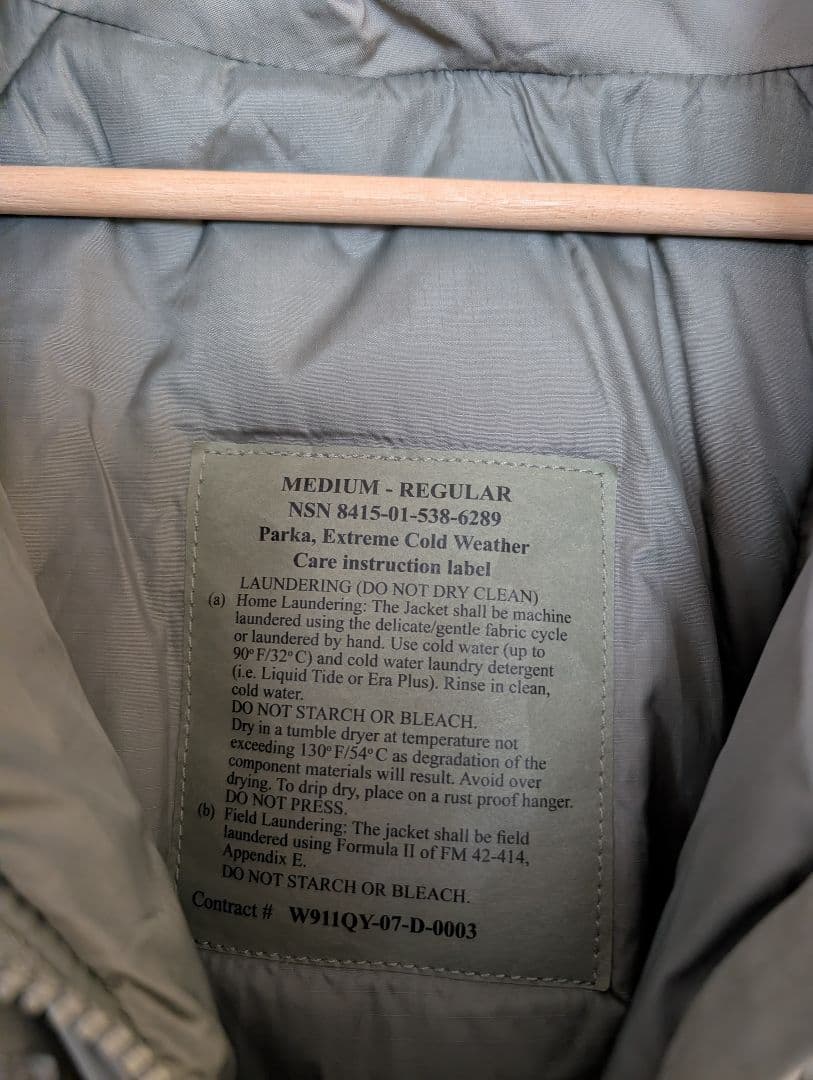 MEDIUM - REGULAR
NSN 8415-01-538-6289
Parka, Extreme Cold Weather
Care instruction label
LAUNDERING (DO NOT DRY CLEAN)
(a) Home Laundering: The Jacket shall be machine
laundered using the delicate/gentle fabric cycle
or laundered by hand. Use cold water (up to
90°F/32°C) and cold water laundry detergent
(i.e. Liquid Tide or Era Plus). Rinse in clean,
cold water.
DO NOT STARCH OR BLEACH.
Dry in a tumble dryer at temperature not
exceeding 130°F/54°C as degradation of the
component materials will result. Avoid over
drying. To drip dry, place on a rust proof hanger.
DO NOT PRESS.
(b) Field Laundering: The jacket shall be field
laundered using Formula II of FM 42-414,
Appendix E.
DO NOT STARCH OR BLEACH.
Contract # W911QY-07-D-0003